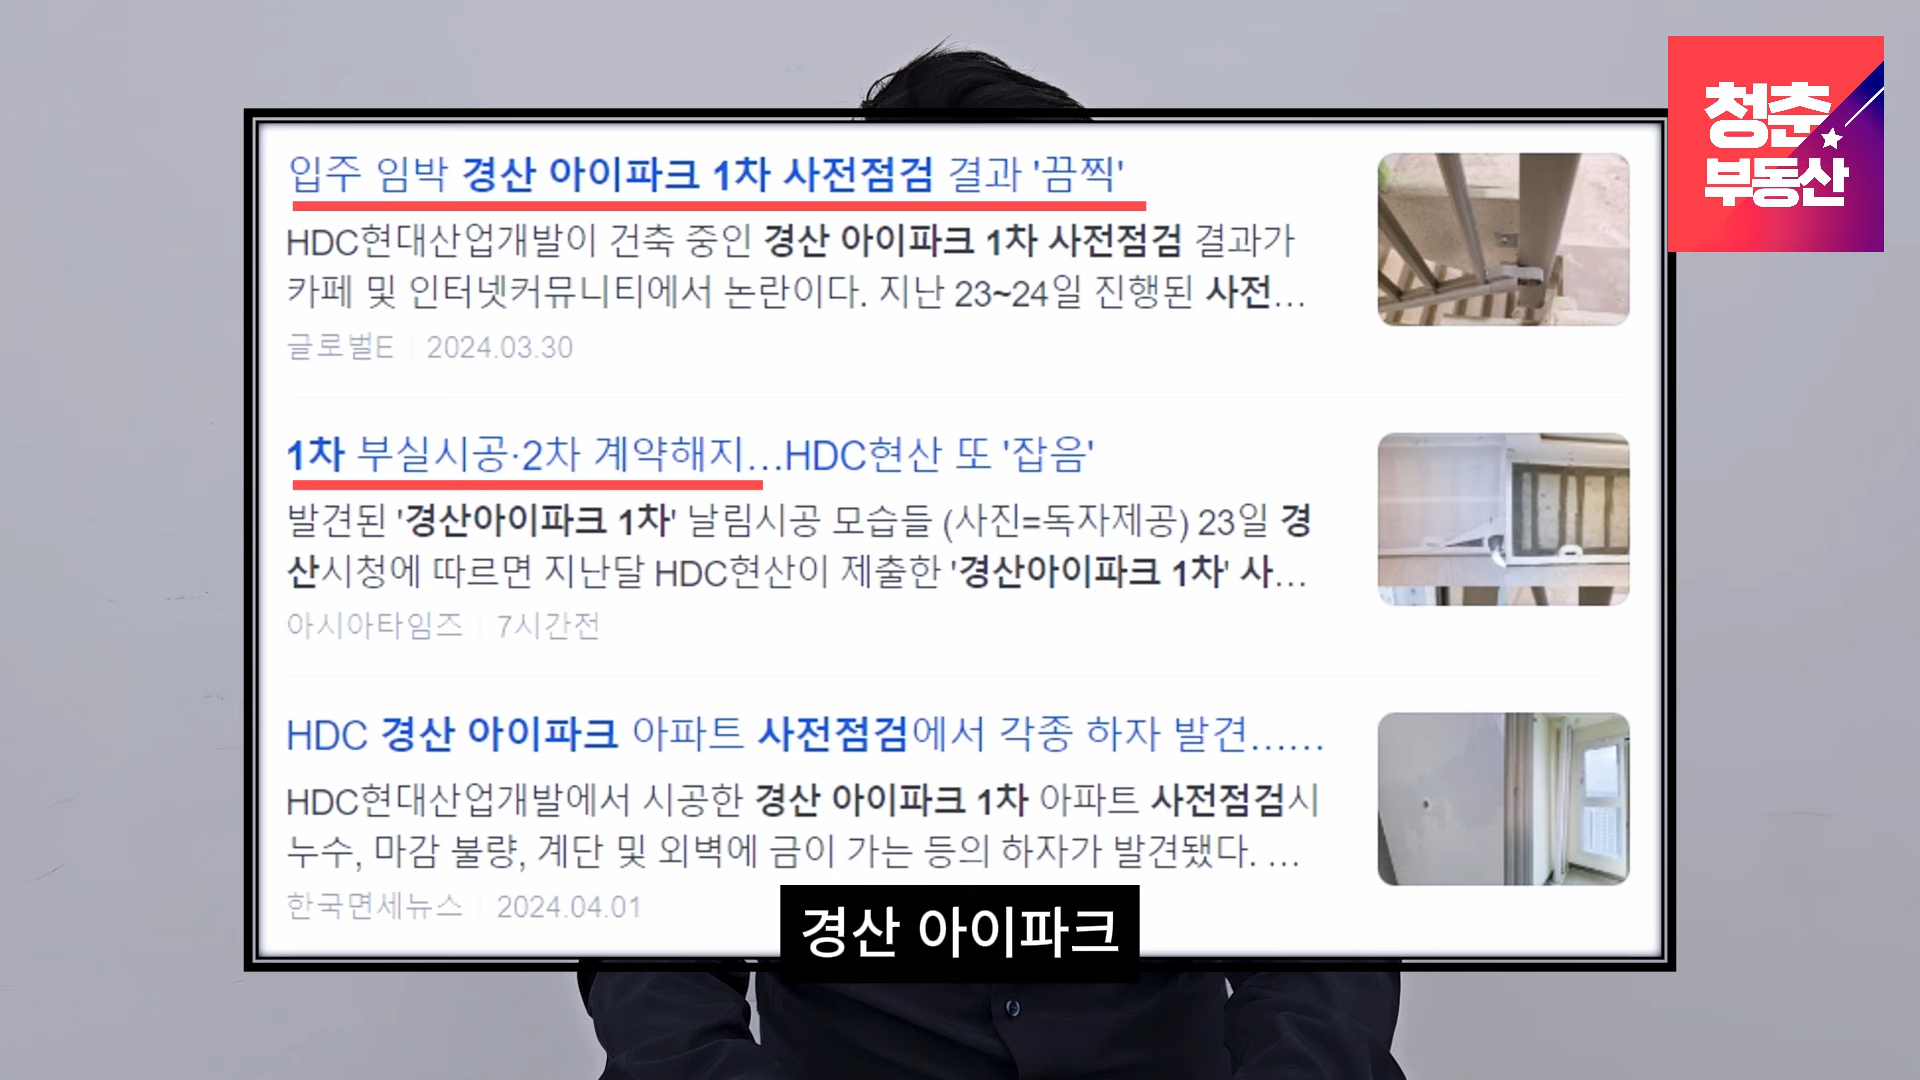 입주 임박 경산 아이파크 1차 사전점검 결과 '끔찍'
HDC현대산업개발이 건축 중인 경산 아이파크 1차 사전점검 결과가
카페 및 인터넷커뮤니티에서 논란이다. 지난 23~24일 진행된 사전...
글로벌E 2024.03.30
1차 부실시공·2차 계약해지...HDC현산 또 '잡음'
발견된 '경산아이파크 1차' 날림시공 모습들 (사진=독자제공) 23일 경
산시청에 따르면 지난달 HDC현산이 제출한 '경산아이파크 1차' 사...
아시아타임즈 7시간전
HDC 경산 아이파크 아파트 사전점검에서 각종 하자 발견......
HDC현대산업개발에서 시공한 경산 아이파크 1차 아파트 사전점검시
누수, 마감 불량, 계단 및 외벽에 금이 가는 등의 하자가 발견됐다. ...
한국면세뉴스 2024.04.01
경산 아이파크
청춘
부동산